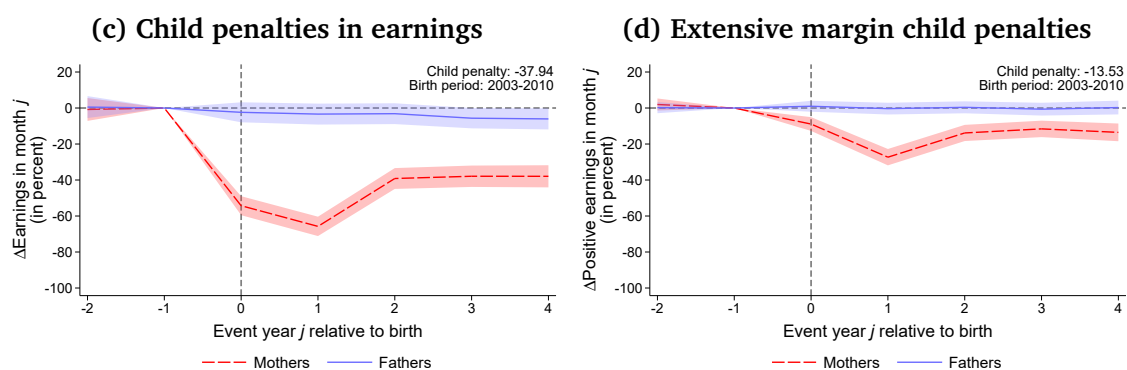 (c) Child penalties in earnings
Child penalty: -37.94
Birth period: 2003-2010
20
0
-20
-40
-60
-80
-100
ΔEarnings in month j
(in percent)
-2 -1 0 1 2 3 4
Event year j relative to birth
Mothers Fathers
(d) Extensive margin child penalties
Child penalty: -13.53
Birth period: 2003-2010
20
0
-20
-40
-60
-80
-100
ΔPositive earnings in month j
(in percent)
-2 -1 0 1 2 3 4
Event year j relative to birth
Mothers Fathers